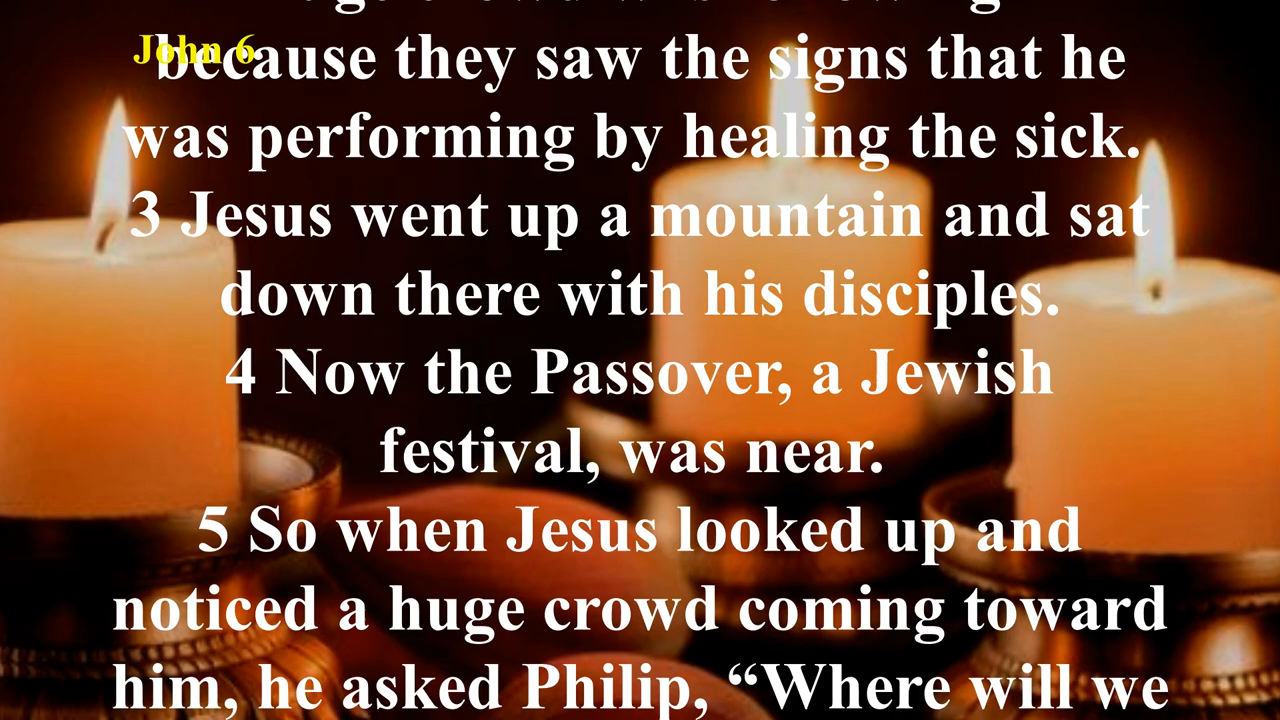 John 6
because they saw the signs that he
was performing by healing the sick.
3 Jesus went up a mountain and sat
down there with his disciples.
4 Now the Passover, a Jewish
festival, was near.
5 So when Jesus looked up and
noticed a huge crowd coming toward
him, he asked Philip, “Where will we